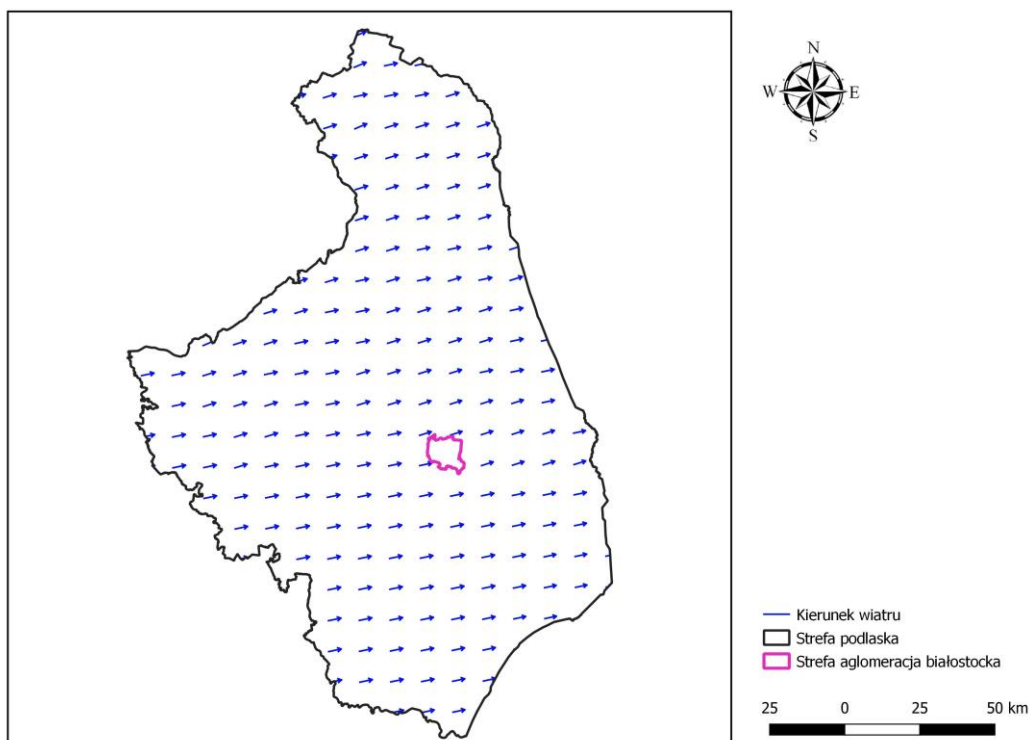 N
W E
S
Kierunek wiatru
Strefa podlaska
Strefa aglomeracja białostocka
25 0 25 50 km